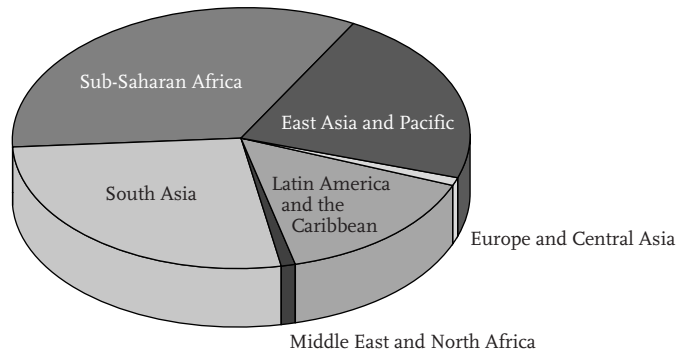 Sub-Saharan Africa
East Asia and Pacific
South Asia
Latin America
and the
Caribbean
Europe and Central Asia
Middle East and North Africa